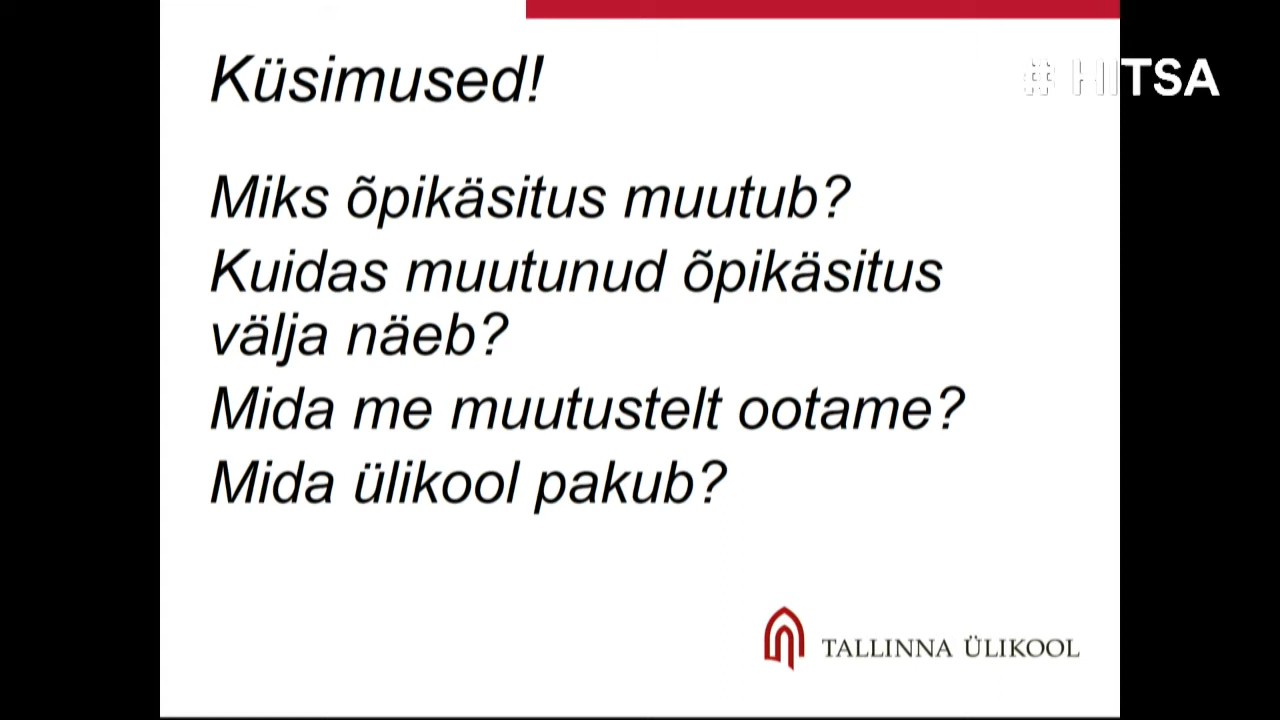 Küsimused!
# HITSA
Miks õpikäsitus muutub?
Kuidas muutunud õpikäsitus
välja näeb?
Mida me muutustelt ootame?
Mida ülikool pakub?
TALLINNA ÜLIKOOL